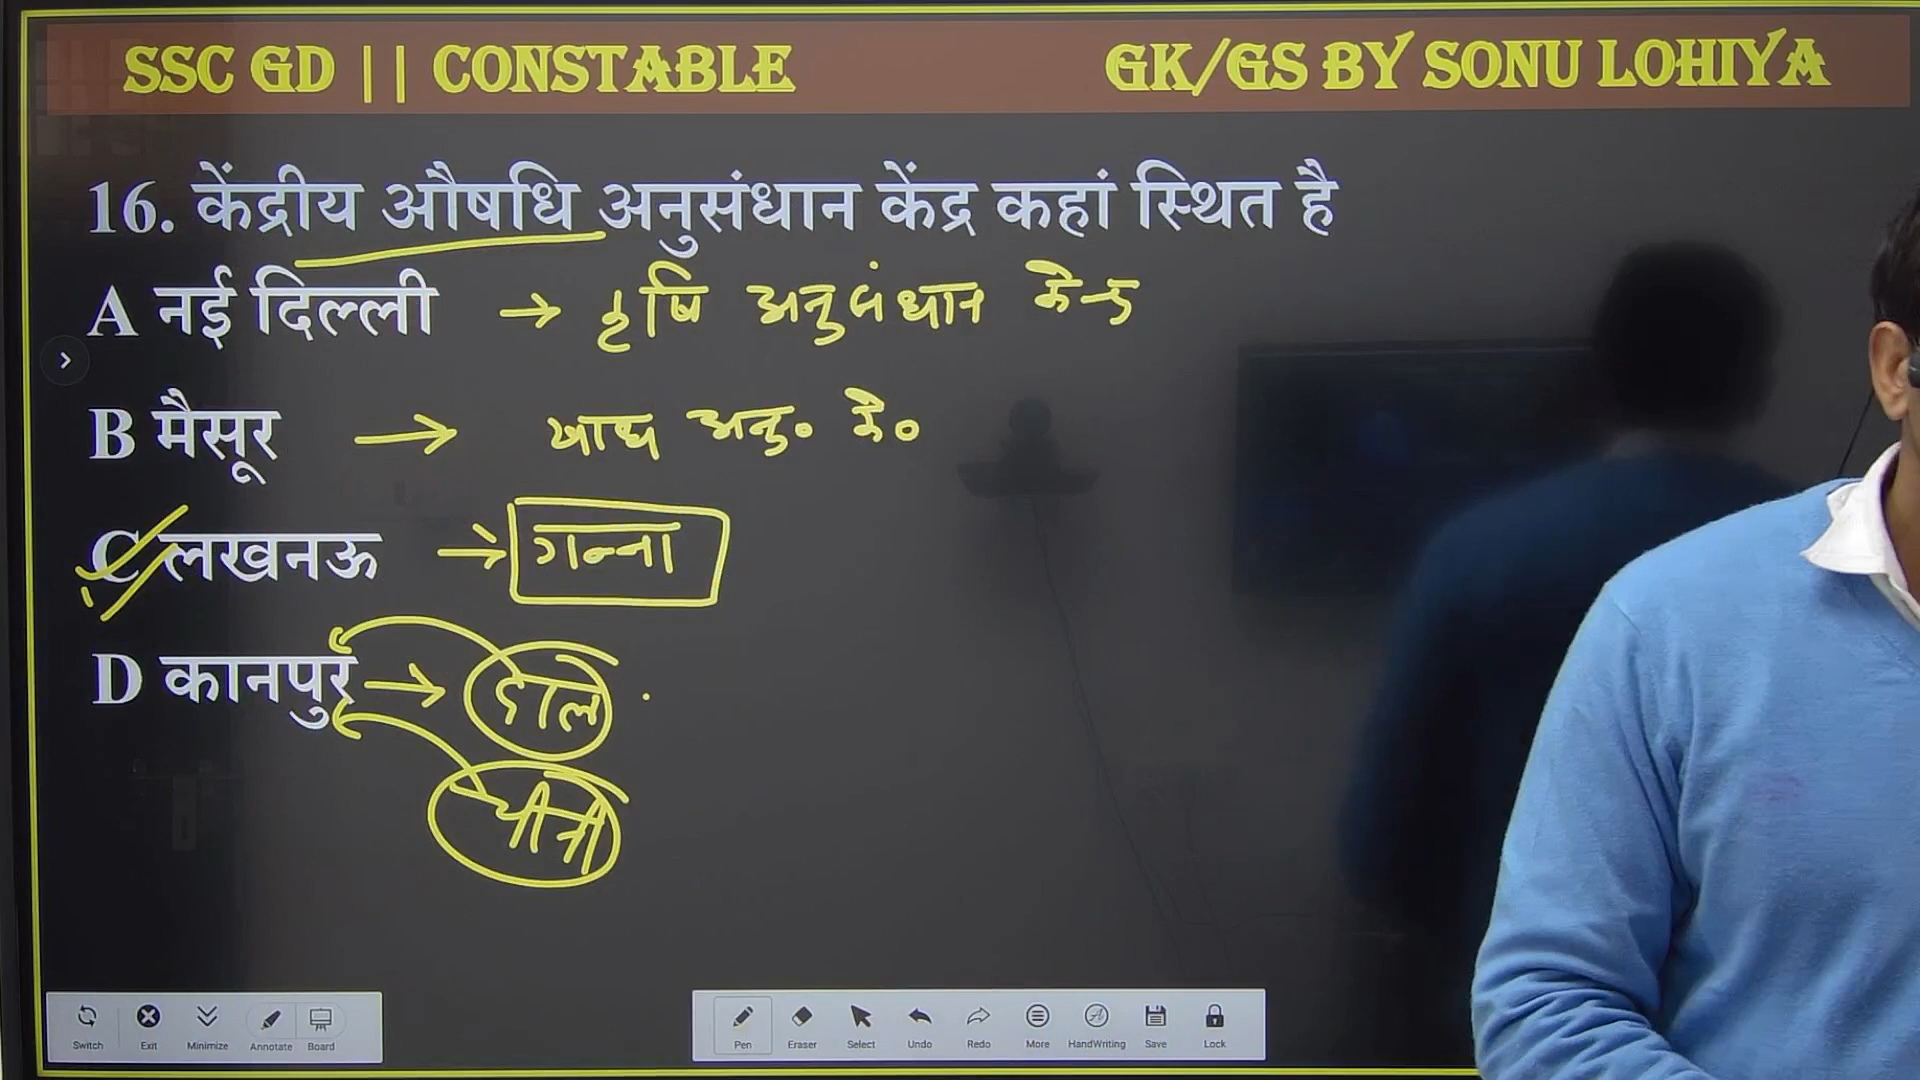 SSC GD || CONSTABLE GK/GS BY SONU LOHIYA
16. केंद्रीय औषधि अनुसंधान केंद्र कहां स्थित है
A नई दिल्ली → कृषि अनुसंधान केन्द्र
B मैसूर → खाद्य अनु० के०
C लखनऊ → गन्ना
D कानपुर → दाल
चीनी
Switch Exit Minimize Annotate Board Pen Eraser Select Undo Redo More HandWriting Save Lock